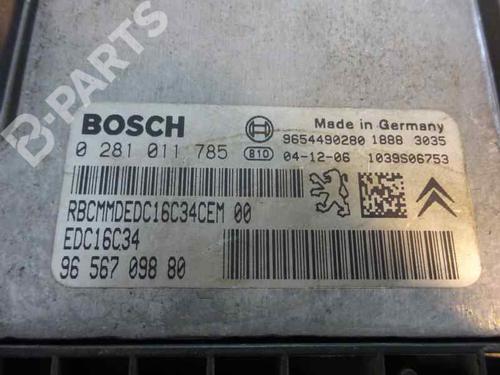 B-PARTS
BOSCH
Made in Germany
9654490280 1888 3035
0 281 011 785 B10 04-12-06 1039S06753
RBCMMDEDC16C34CEM 00
EDC16C34
96 567 098 80